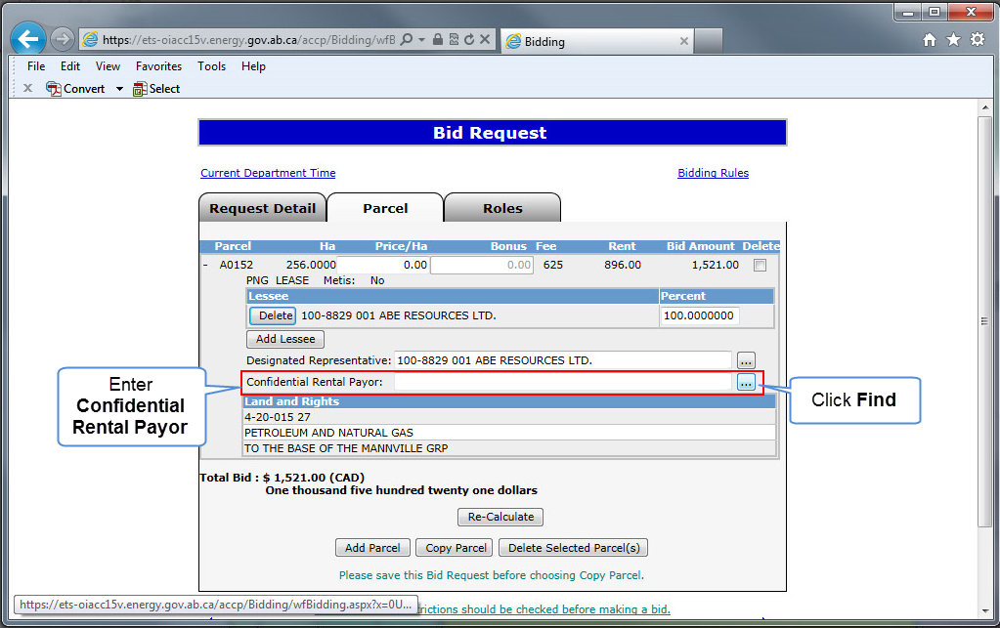 https://ets-oiacc15v.energy.gov.ab.ca/accp/Bidding/wfB
Bidding
File Edit View Favorites Tools Help
x Convert Select
Bid Request
Current Department Time Bidding Rules
Request Detail Parcel Roles
Parcel Ha Price/Ha Bonus Fee Rent Bid Amount Delete
- A0152 256.0000 0.00 0.00 625 896.00 1,521.00
PNG LEASE Metis: No
Lessee Percent
Delete 100-8829 001 ABE RESOURCES LTD. 100.0000000
Add Lessee
Designated Representative: 100-8829 001 ABE RESOURCES LTD. ...
Confidential Rental Payor: ...
Enter
Confidential
Rental Payor
Click Find
Land and Rights
4-20-015 27
PETROLEUM AND NATURAL GAS
TO THE BASE OF THE MANNVILLE GRP
Total Bid : $ 1,521.00 (CAD)
One thousand five hundred twenty one dollars
Re-Calculate
Add Parcel Copy Parcel Delete Selected Parcel(s)
Please save this Bid Request before choosing Copy Parcel.
https://ets-oiacc15v.energy.gov.ab.ca/accp/Bidding/wfBidding.aspx?x=0U... rictions should be checked before making a bid.